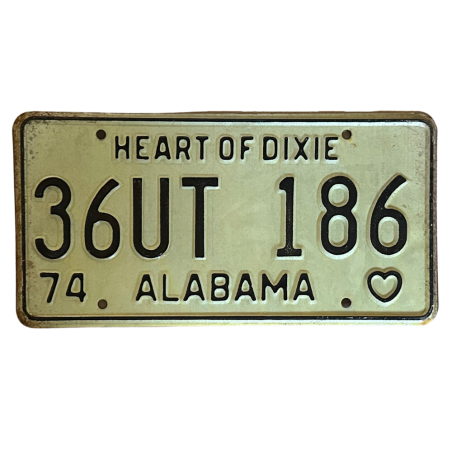 HEART OF DIXIE
36UT 186
74 ALABAMA